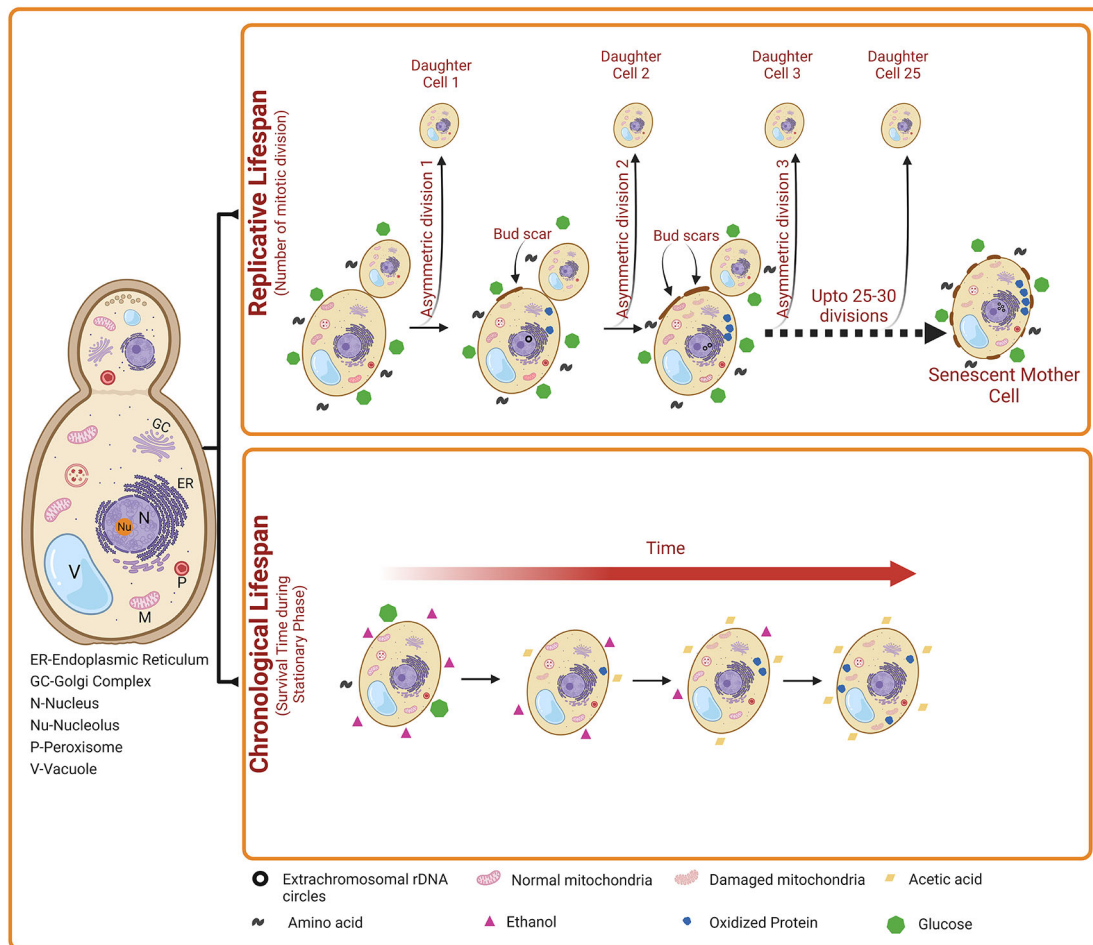 Replicative Lifespan
(Number of mitotic division)
Daughter
Cell 1
Daughter
Cell 2
Daughter
Cell 3
Daughter
Cell 25
Asymmetric division 1
Bud scar
Asymmetric division 2
Bud scars
Asymmetric division 3
Upto 25-30
divisions
Senescent Mother
Cell
GC
ER
N
Nu
V
P
M
ER-Endoplasmic Reticulum
GC-Golgi Complex
N-Nucleus
Nu-Nucleolus
P-Peroxisome
V-Vacuole
Chronological Lifespan
(Survival Time during
Stationary Phase)
Time
Extrachromosomal rDNA
circles
Normal mitochondria
Damaged mitochondria
Acetic acid
Amino acid
Ethanol
Oxidized Protein
Glucose